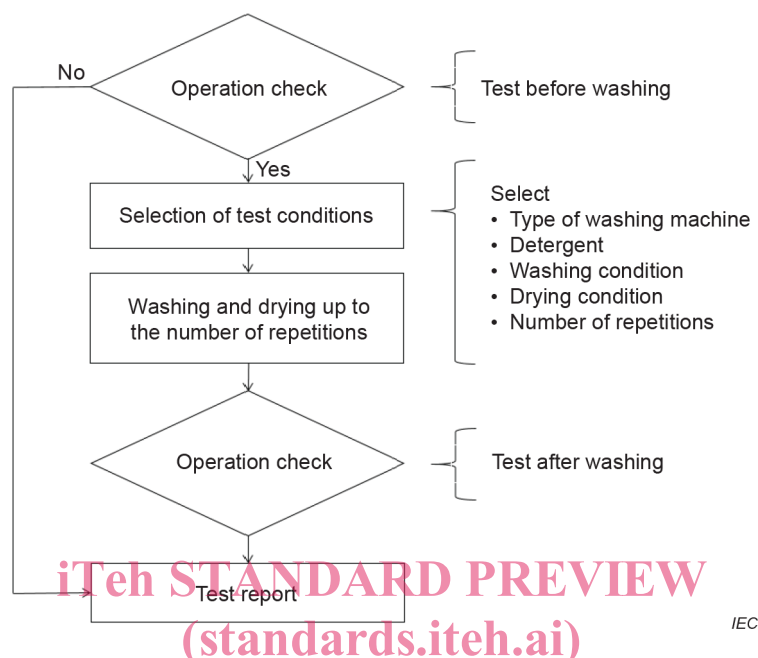 No
Operation check
Test before washing
Yes
Selection of test conditions
Select
• Type of washing machine
• Detergent
• Washing condition
• Drying condition
• Number of repetitions
Washing and drying up to
the number of repetitions
Operation check
Test after washing
iTeh STANDARD PREVIEW
Test report
IEC
(standards.iteh.ai)